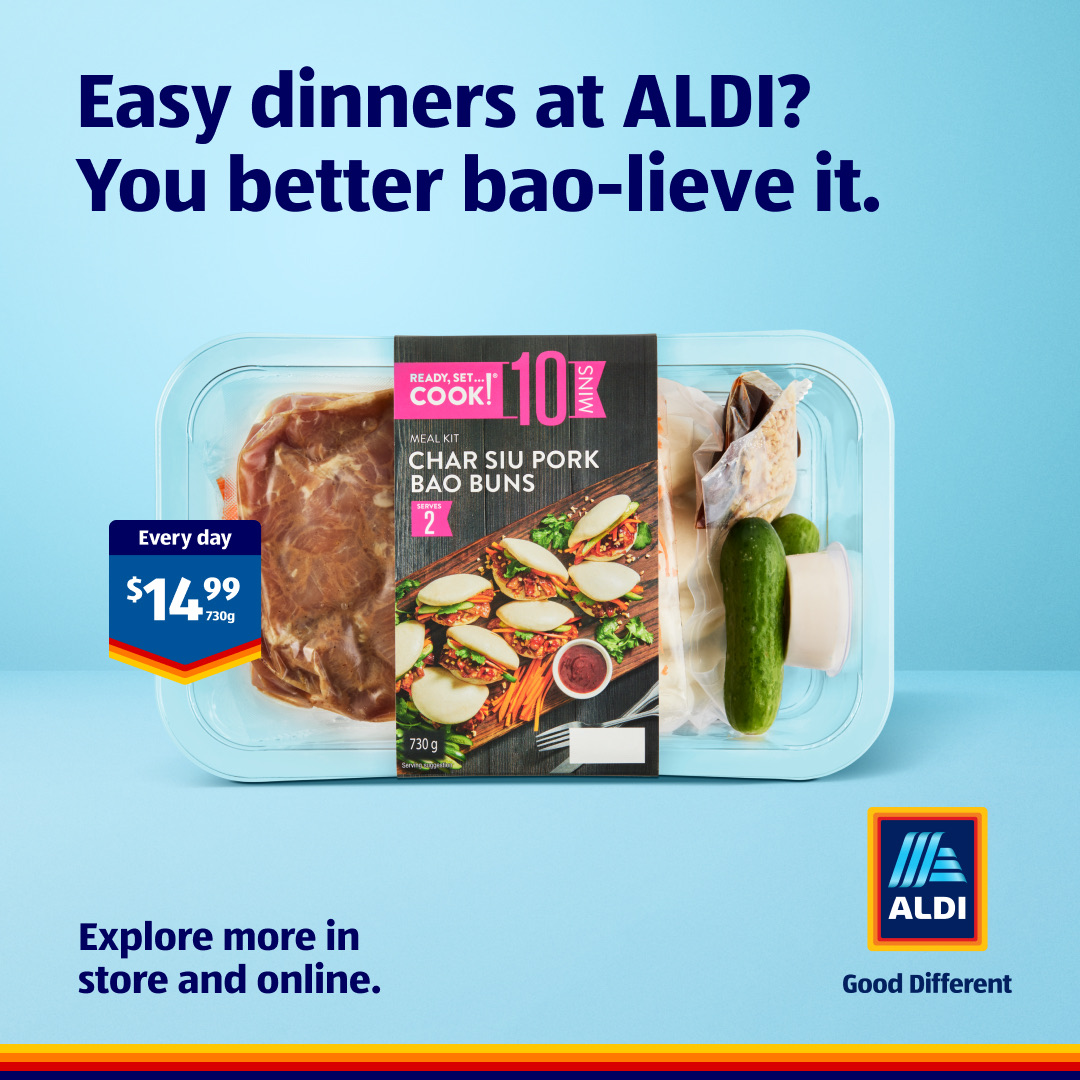 Easy dinners at ALDI?
You better bao-lieve it.
READY, SET...
COOK!®
10
MINS
MEAL KIT
CHAR SIU PORK
BAO BUNS
SERVES
2
Every day
$14.99
730g
730 g
Serving suggestion
ALDI
Explore more in
store and online.
Good Different